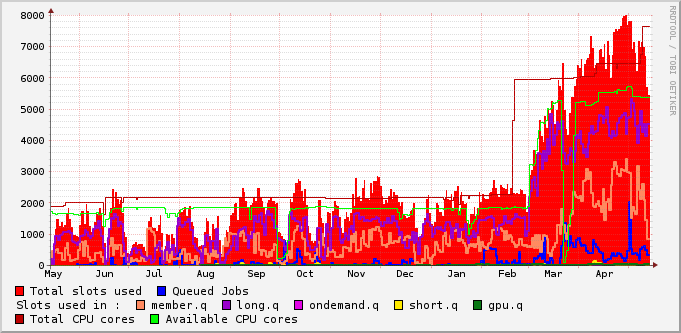 RRDTOOL / TOBI OETIKER
8000
7000
6000
5000
4000
3000
2000
1000
0
May Jun Jul Aug Sep Oct Nov Dec Jan Feb Mar Apr
Total slots used Queued Jobs
Slots used in : member.q long.q ondemand.q short.q gpu.q
Total CPU cores Available CPU cores